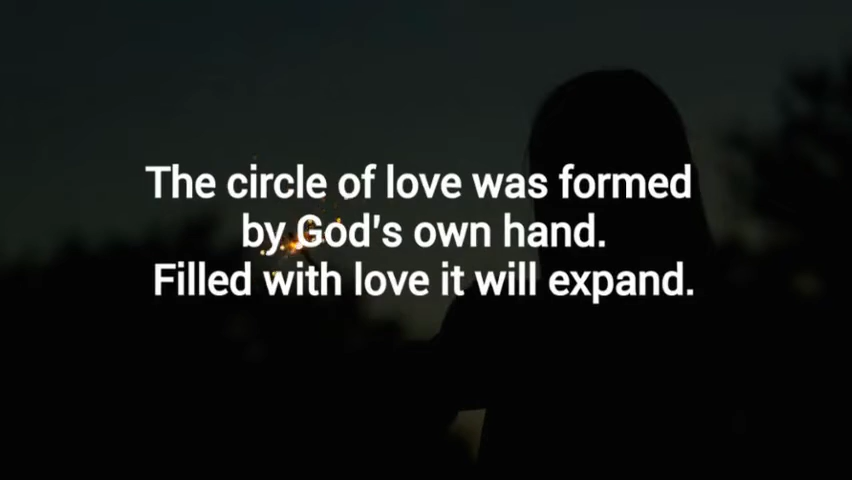 The circle of love was formed
by God's own hand.
Filled with love it will expand.